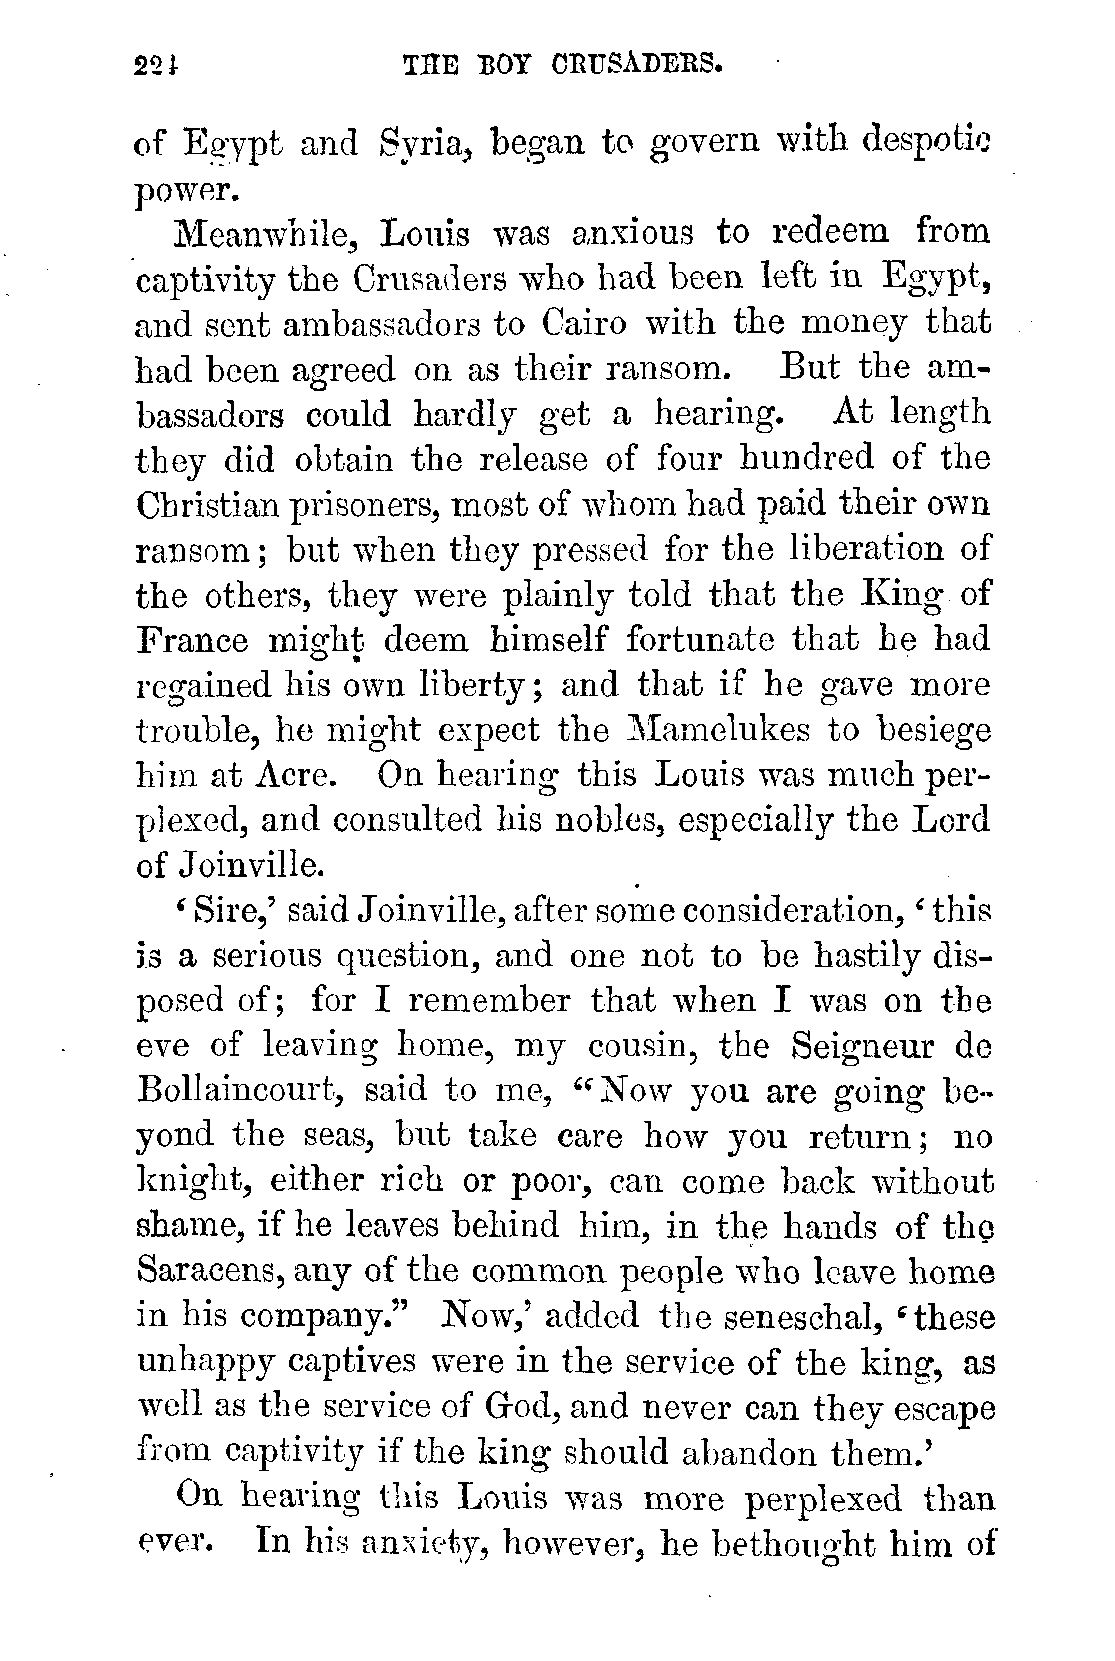 224 THE BOY CRUSADERS.
of Egypt and Syria, began to govern with despotic
power.
Meanwhile, Louis was anxious to redeem from
captivity the Crusaders who had been left in Egypt,
and sent ambassadors to Cairo with the money that
had been agreed on as their ransom. But the am-
bassadors could hardly get a hearing. At length
they did obtain the release of four hundred of the
Christian prisoners, most of whom had paid their own
ransom; but when they pressed for the liberation of
the others, they were plainly told that the King of
France might deem himself fortunate that he had
regained his own liberty; and that if he gave more
trouble, he might expect the Mamelukes to besiege
him at Acre. On hearing this Louis was much per-
plexed, and consulted his nobles, especially the Lord
of Joinville.
‘Sire,’ said Joinville, after some consideration, ‘this
is a serious question, and one not to be hastily dis-
posed of; for I remember that when I was on the
eve of leaving home, my cousin, the Seigneur de
Bollaincourt, said to me, “Now you are going be-
yond the seas, but take care how you return; no
knight, either rich or poor, can come back without
shame, if he leaves behind him, in the hands of the
Saracens, any of the common people who leave home
in his company.” Now,’ added the seneschal, ‘these
unhappy captives were in the service of the king, as
well as the service of God, and never can they escape
from captivity if the king should abandon them.’
On hearing this Louis was more perplexed than
ever. In his anxiety, however, he bethought him of